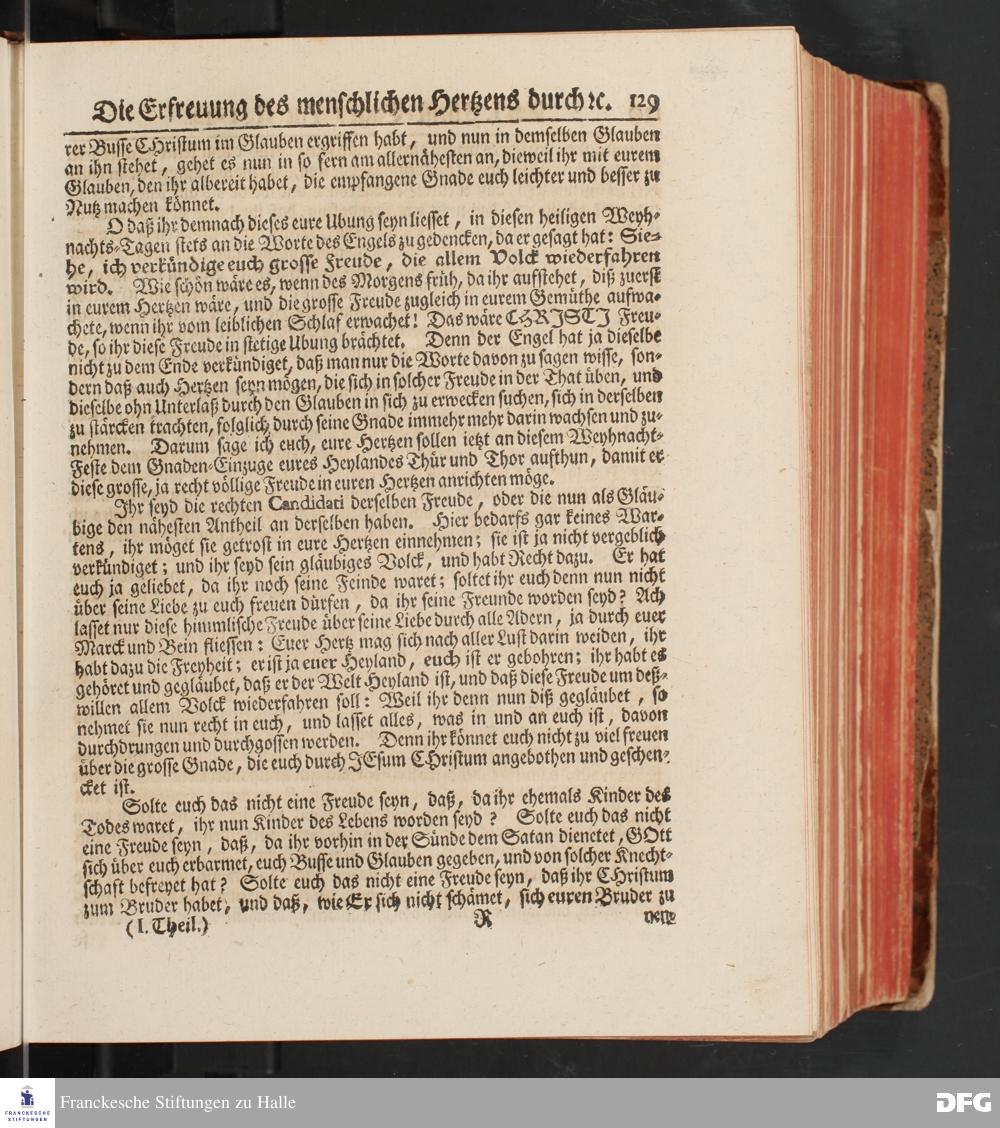 Die Erfreuung des menschlichen Hertzens durch ꝛc. 129
rer Busse CHristum im Glauben ergriffen habt, und nun in demselben Glauben
an ihn stehet, gehet es nun in so fern am allernähesten an, dieweil ihr mit eurem
Glauben, den ihr albereit habet, die empfangene Gnade euch leichter und besser zu
Nutz machen könnet.
O daß ihr demnach dieses eure Ubung seyn liesset, in diesen heiligen Weyh-
nachts-Tagen stets an die Worte des Engels zu gedencken, da er gesagt hat: Sie-
he, ich verkündige euch grosse Freude, die allem Volck wiederfahren
wird. Wie schön wäre es, wenn des Morgens früh, da ihr aufstehet, diß zuerst
in eurem Hertzen wäre, und die grosse Freude zugleich in eurem Gemüthe aufwa-
chete, wenn ihr vom leiblichen Schlaf erwachet! Das wäre CHRJSTJ Freu-
de, so ihr diese Freude in stetige Ubung brächtet. Denn der Engel hat ja dieselbe
nicht zu dem Ende verkündiget, daß man nur die Worte davon zu sagen wisse, son-
dern daß auch Hertzen seyn mögen, die sich in solcher Freude in der That üben, und
dieselbe ohn Unterlaß durch den Glauben in sich zu erwecken suchen, sich in derselben
zu stärcken trachten, folglich durch seine Gnade immehr mehr darin wachsen und zu-
nehmen. Darum sage ich euch, eure Hertzen sollen ietzt an diesem Weyhnacht-
Feste dem Gnaden-Einzuge eures Heylandes Thür und Thor aufthun, damit er
diese grosse, ja recht völlige Freude in euren Hertzen anrichten möge.
Ihr seyd die rechten Candidati derselben Freude, oder die nun als Gläu-
bige den nähesten Antheil an derselben haben. Hier bedarfs gar keines War-
tens, ihr möget sie getrost in eure Hertzen einnehmen; sie ist ja nicht vergeblich
verkündiget; und ihr seyd sein gläubiges Volck, und habt Recht dazu. Er hat
euch ja geliebet, da ihr noch seine Feinde waret; soltet ihr euch denn nun nicht
über seine Liebe zu euch freuen dürfen, da ihr seine Freunde worden seyd? Ach
lasset nur diese himmlische Freude über seine Liebe durch alle Adern, ja durch euer
Marck und Bein fliessen: Euer Hertz mag sich nach aller Lust darin weiden, ihr
habt dazu die Freyheit; er ist ja euer Heyland, euch ist er gebohren; ihr habt es
gehöret und gegläubet, daß er der Welt Heyland ist, und daß diese Freude um deß-
willen allem Volck wiederfahren soll: Weil ihr denn nun diß gegläubet, so
nehmet sie nun recht in euch, und lasset alles, was in und an euch ist, davon
durchdrungen und durchgossen werden. Denn ihr könnet euch nicht zu viel freuen
über die grosse Gnade, die euch durch JEsum CHristum angebothen und geschen-
cket ist.
Solte euch das nicht eine Freude seyn, daß, da ihr ehemals Kinder des
Todes waret, ihr nun Kinder des Lebens worden seyd? Solte euch das nicht
eine Freude seyn, daß, da ihr vorhin in der Sünde dem Satan dienetet, GOtt
sich über euch erbarmet, euch Busse und Glauben gegeben, und von solcher Knecht-
schaft befreyet hat? Solte euch das nicht eine Freude seyn, daß ihr CHristum
zum Bruder habet, und daß, wie Er sich nicht schämet, sich euren Bruder zu
(I. Theil.) R nen-
Franckesche Stiftungen zu Halle
FRANCKESCHE
STIFTUNGEN
DFG